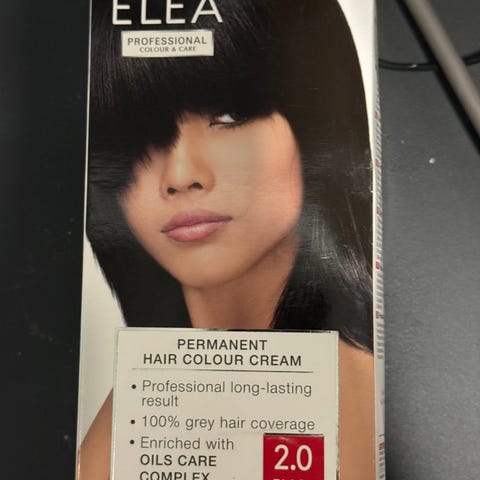 ELEA
PROFESSIONAL
COLOUR & CARE
PERMANENT
HAIR COLOUR CREAM
• Professional long-lasting
result
• 100% grey hair coverage
• Enriched with
OILS CARE
COMPLEX
2.0